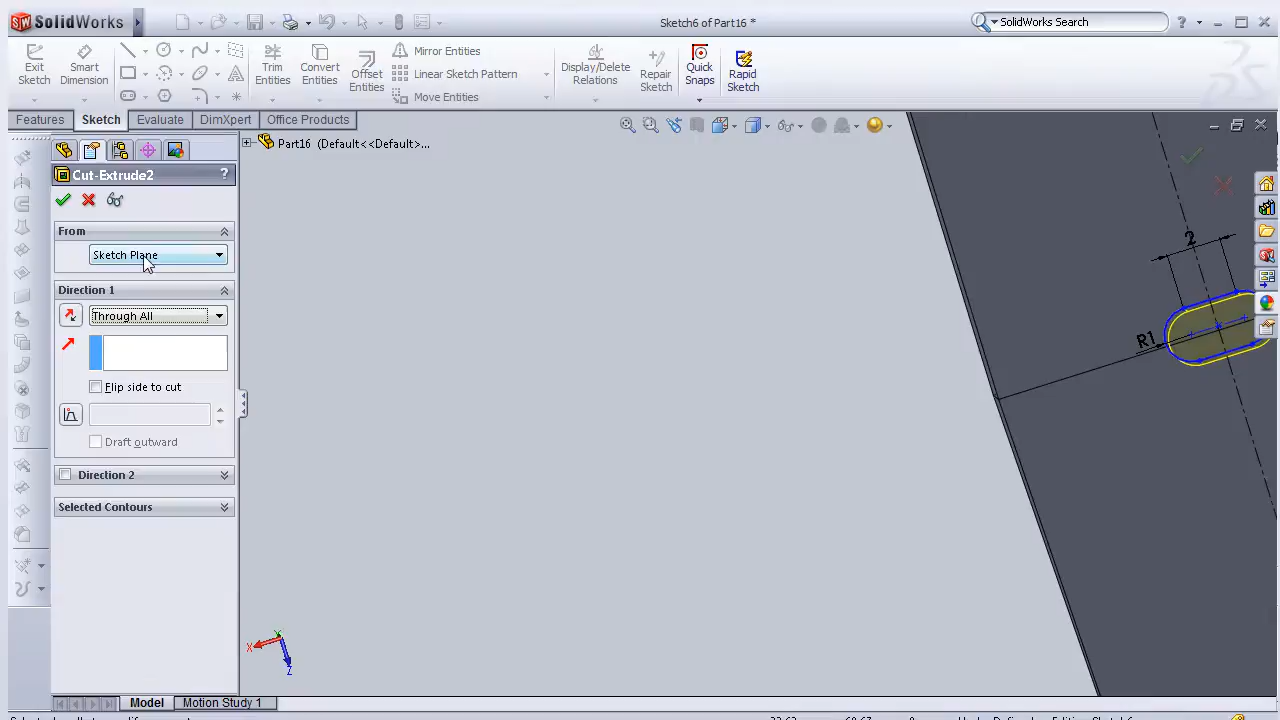 SolidWorks
Sketch6 of Part16 *
SolidWorks Search
?
Exit Sketch
Smart Dimension
Trim Entities
Convert Entities
Offset Entities
Mirror Entities
Linear Sketch Pattern
Move Entities
Display/Delete Relations
Repair Sketch
Quick Snaps
Rapid Sketch
Features
Sketch
Evaluate
DimXpert
Office Products
Part16 (Default<<Default>...
Cut-Extrude2
?
From
Sketch Plane
Direction 1
Through All
Flip side to cut
Draft outward
Direction 2
Selected Contours
2
R1
X
Y
Z
Model
Motion Study 1